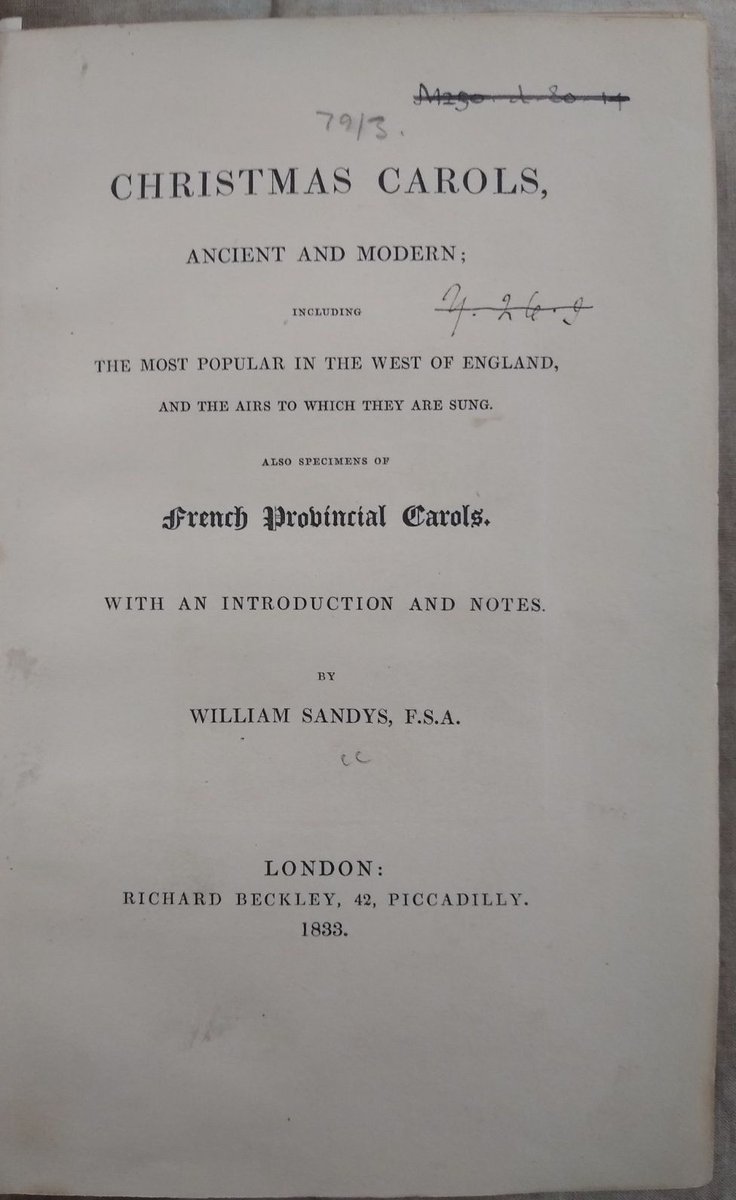 79/3.
CHRISTMAS CAROLS,
ANCIENT AND MODERN;
INCLUDING
THE MOST POPULAR IN THE WEST OF ENGLAND,
AND THE AIRS TO WHICH THEY ARE SUNG.
ALSO SPECIMENS OF
French Provincial Carols.
WITH AN INTRODUCTION AND NOTES.
BY
WILLIAM SANDYS, F.S.A.
cc
LONDON:
RICHARD BECKLEY, 42, PICCADILLY.
1833.